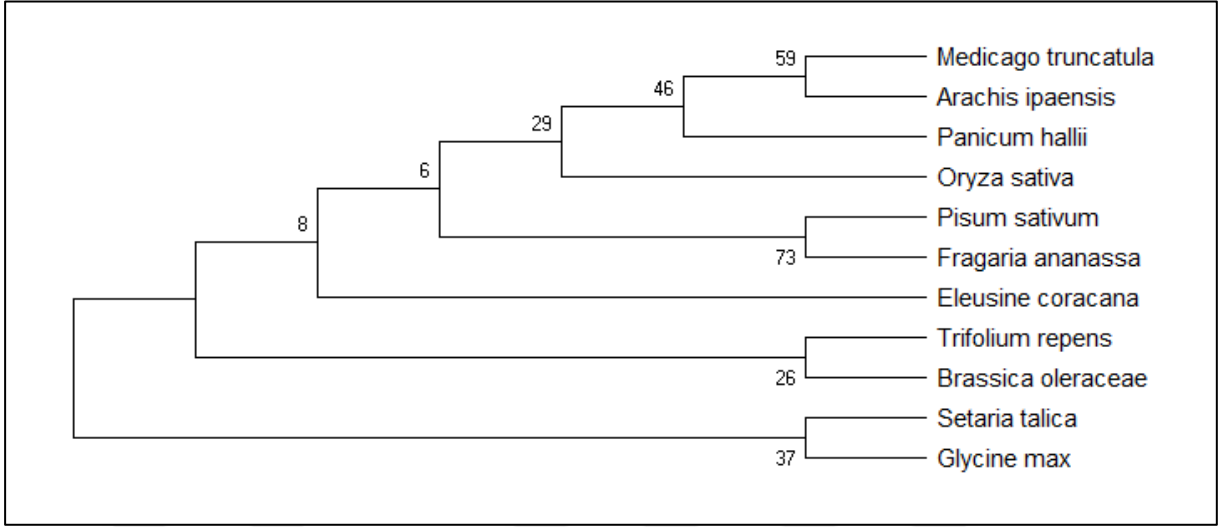 59
Medicago truncatula
Arachis ipaensis
46
Panicum hallii
29
Oryza sativa
6
Pisum sativum
73
Fragaria ananassa
8
Eleusine coracana
Trifolium repens
26
Brassica oleraceae
Setaria talica
37
Glycine max